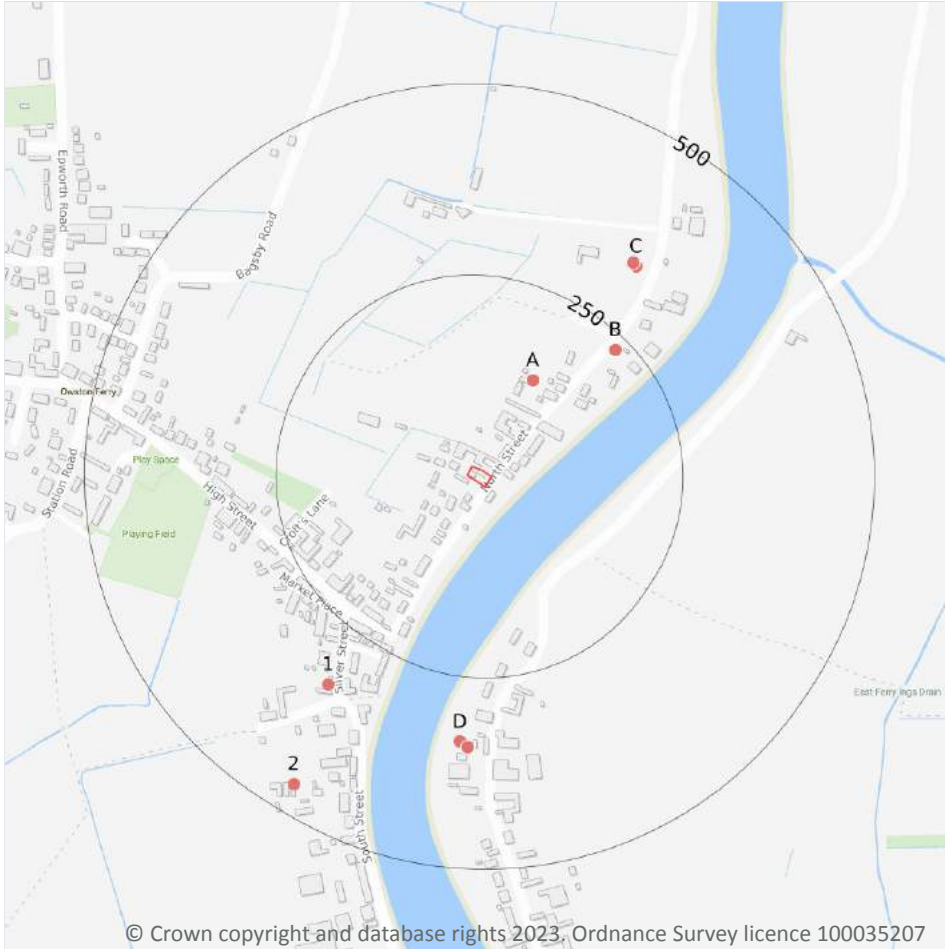 500
Epworth Road
Bagsby Road
C
250
B
A
Owston Ferry
North Street
Play Space
Station Road
High Street
Playing Field
Market Place
Silver Street
1
East Ferry Ings Drain
D
2
South Street
© Crown copyright and database rights 2023. Ordnance Survey licence 100035207